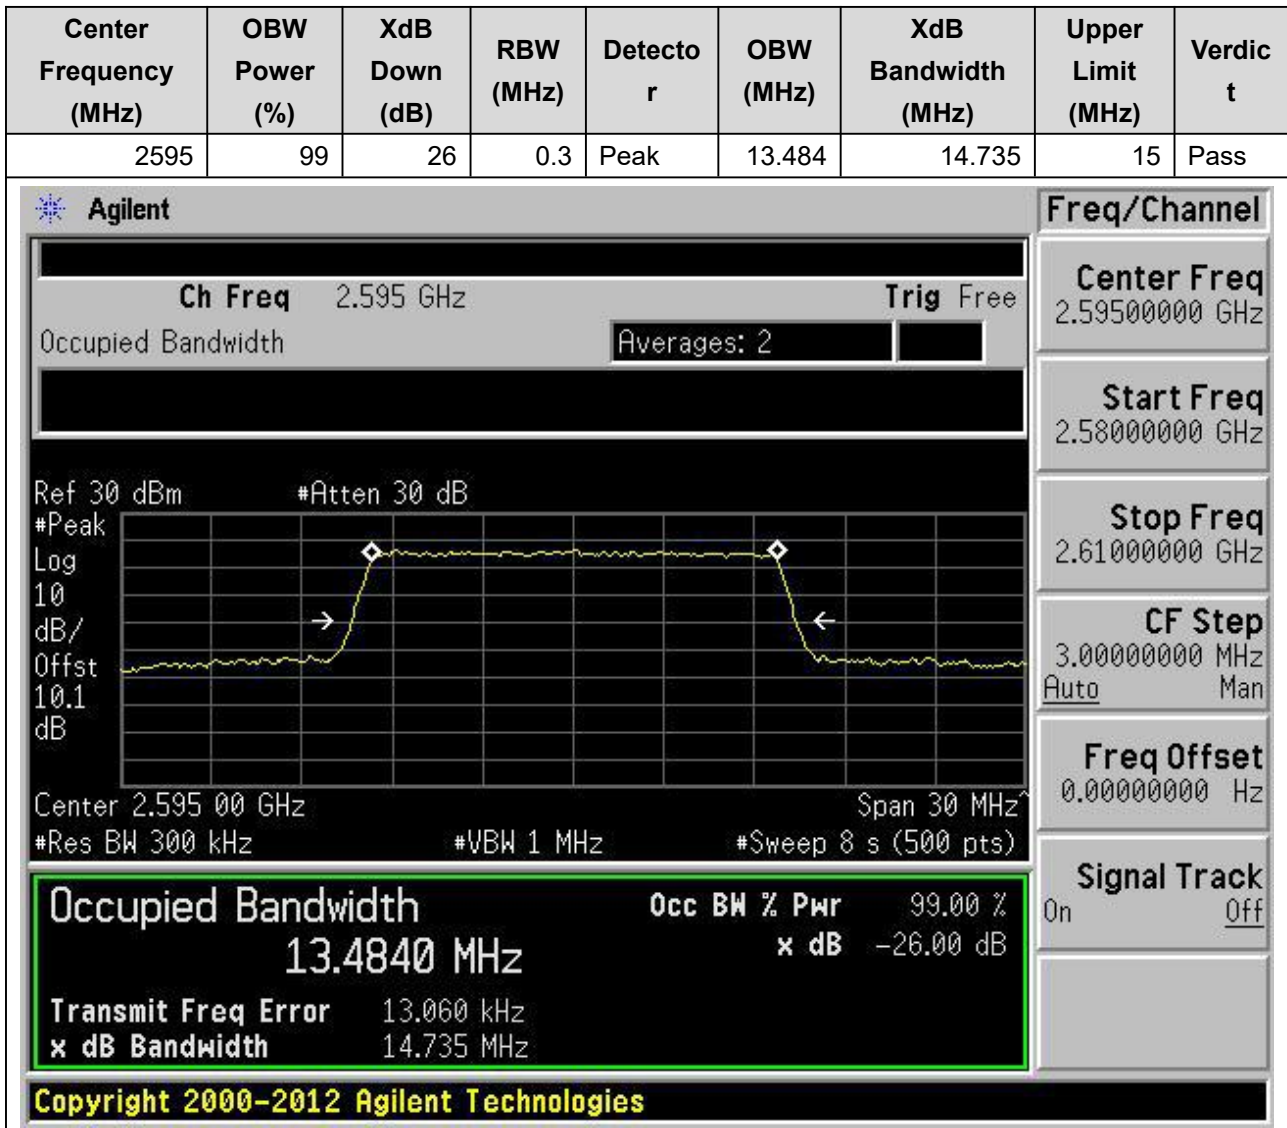 Center Frequency (MHz) OBW Power (%) XdB Down (dB) RBW (MHz) Detecto r OBW (MHz) XdB Bandwidth (MHz) Upper Limit (MHz) Verdic t
2595 99 26 0.3 Peak 13.484 14.735 15 Pass
Agilent
Freq/Channel
Ch Freq 2.595 GHz Trig Free
Occupied Bandwidth Averages: 2
Center Freq
2.59500000 GHz
Start Freq
2.58000000 GHz
Stop Freq
2.61000000 GHz
CF Step
3.00000000 MHz
Auto Man
Freq Offset
0.00000000 Hz
Signal Track
On Off
Ref 30 dBm #Atten 30 dB
#Peak
Log
10
dB/
Offst
10.1
dB
Center 2.595 00 GHz Span 30 MHz^
#Res BW 300 kHz #VBW 1 MHz #Sweep 8 s (500 pts)
Occupied Bandwidth Occ BW % Pwr 99.00 %
13.4840 MHz x dB -26.00 dB
Transmit Freq Error 13.060 kHz
x dB Bandwidth 14.735 MHz
Copyright 2000-2012 Agilent Technologies